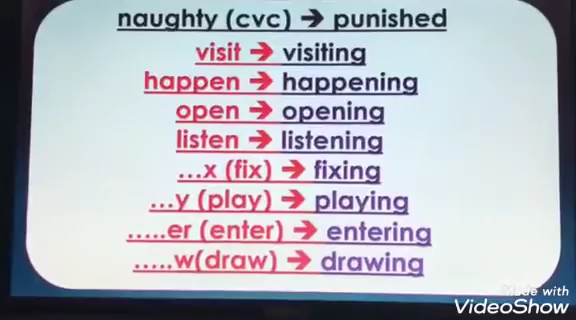 naughty (cvc) ➔ punished
visit ➔ visiting
happen ➔ happening
open ➔ opening
listen ➔ listening
...x (fix) ➔ fixing
...y (play) ➔ playing
.....er (enter) ➔ entering
.....w(draw) ➔ drawing
Made with
VideoShow